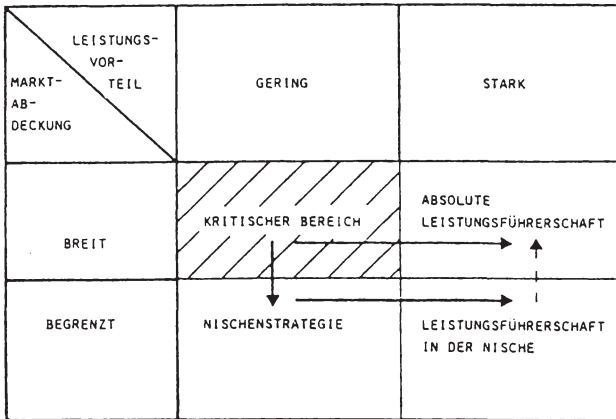 LEISTUNGS-
VOR-
TEIL
MARKT-
AB-
DECKUNG
GERING
STARK
BREIT
KRITISCHER BEREICH
ABSOLUTE
LEISTUNGSFÜHRERSCHAFT
BEGRENZT
NISCHENSTRATEGIE
LEISTUNGSFÜHRERSCHAFT
IN DER NISCHE